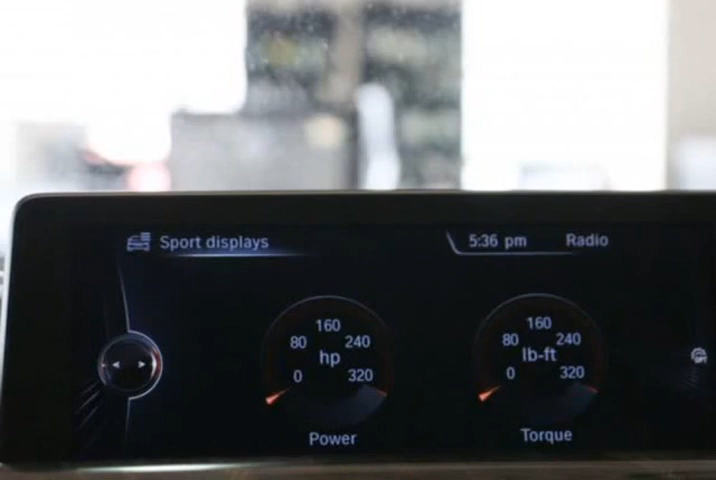 Sport displays
5:36 pm Radio
160
80 240
hp
0 320
Power
160
80 240
lb-ft
0 320
Torque